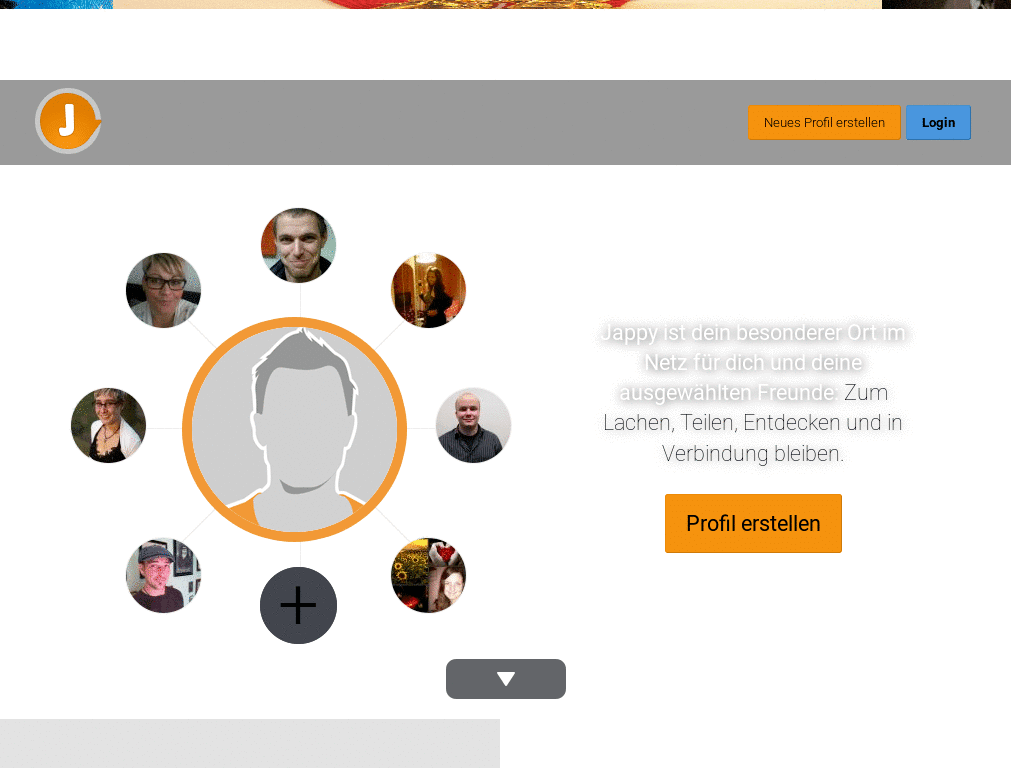 J
Neues Profil erstellen
Login
Jappy ist dein besonderer Ort im
Netz für dich und deine
ausgewählten Freunde: Zum
Lachen, Teilen, Entdecken und in
Verbindung bleiben.
Profil erstellen